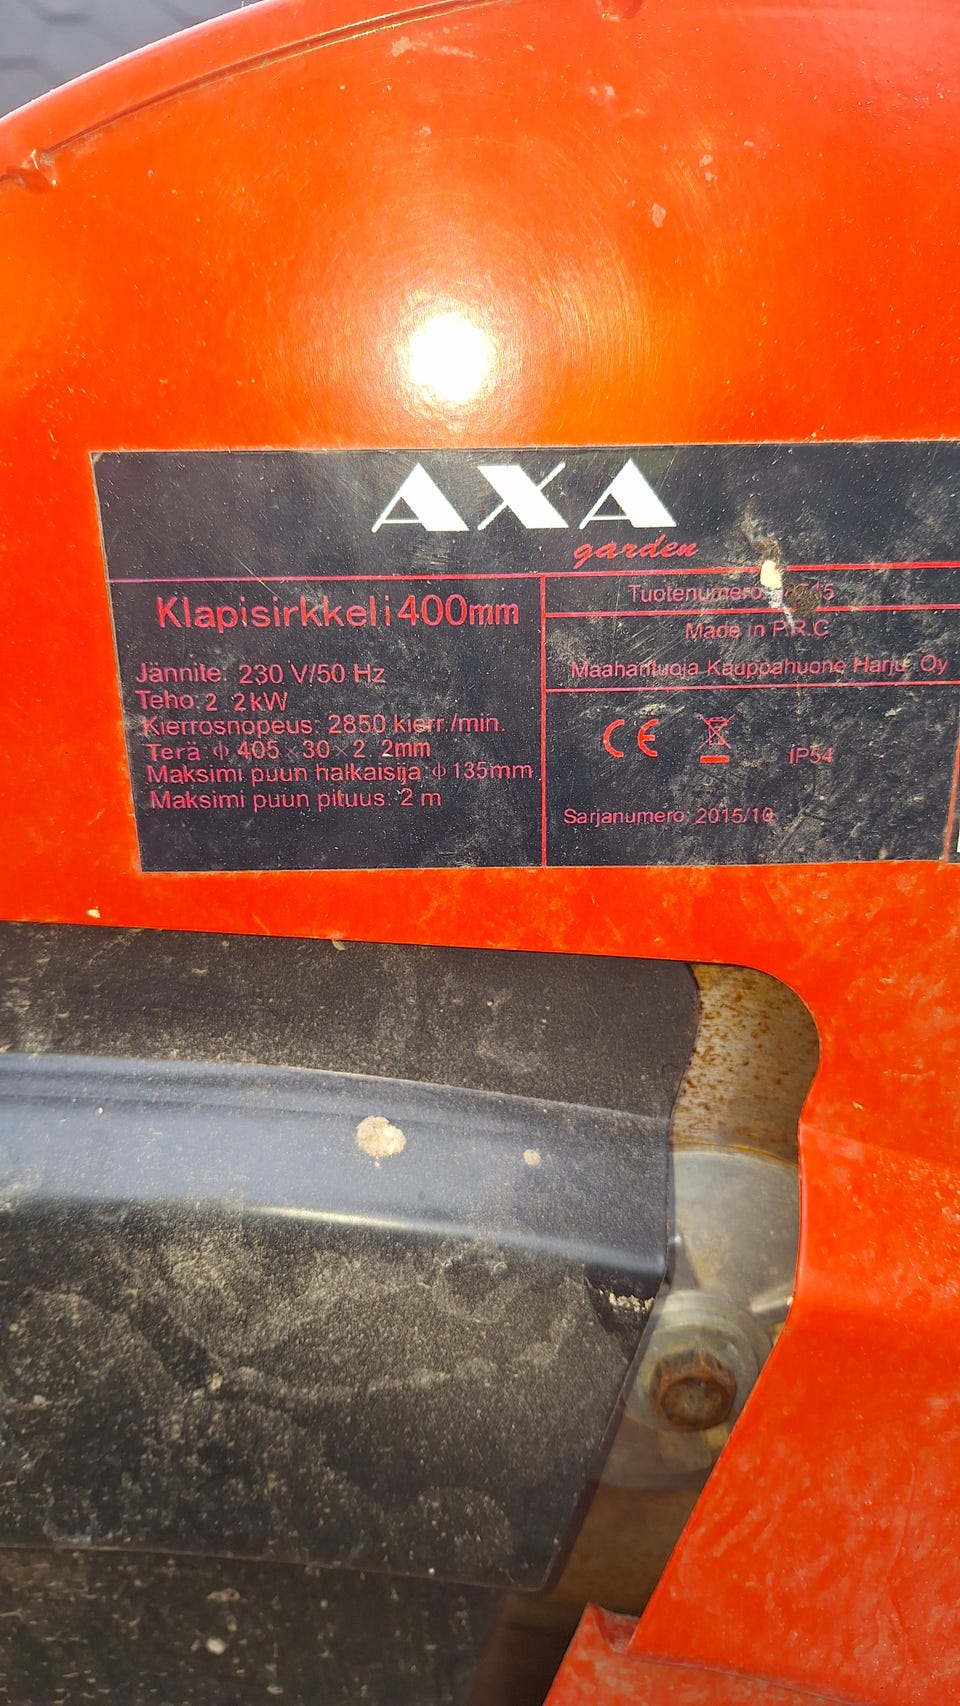 AXA
garden
Klapisirkkeli 400mm
Jännite: 230 V/50 Hz
Teho: 2 2kW
Kierrosnopeus: 2850 kierr./min.
Terä Φ 405×30×2 2mm
Maksimi puun halkaisija Φ 135mm
Maksimi puun pituus: 2 m
Tuotenumero
Made in P.R.C
Maahantuoja Kauppahuone Harju Oy
CE
IP54
Sarjanumero: 2015/10